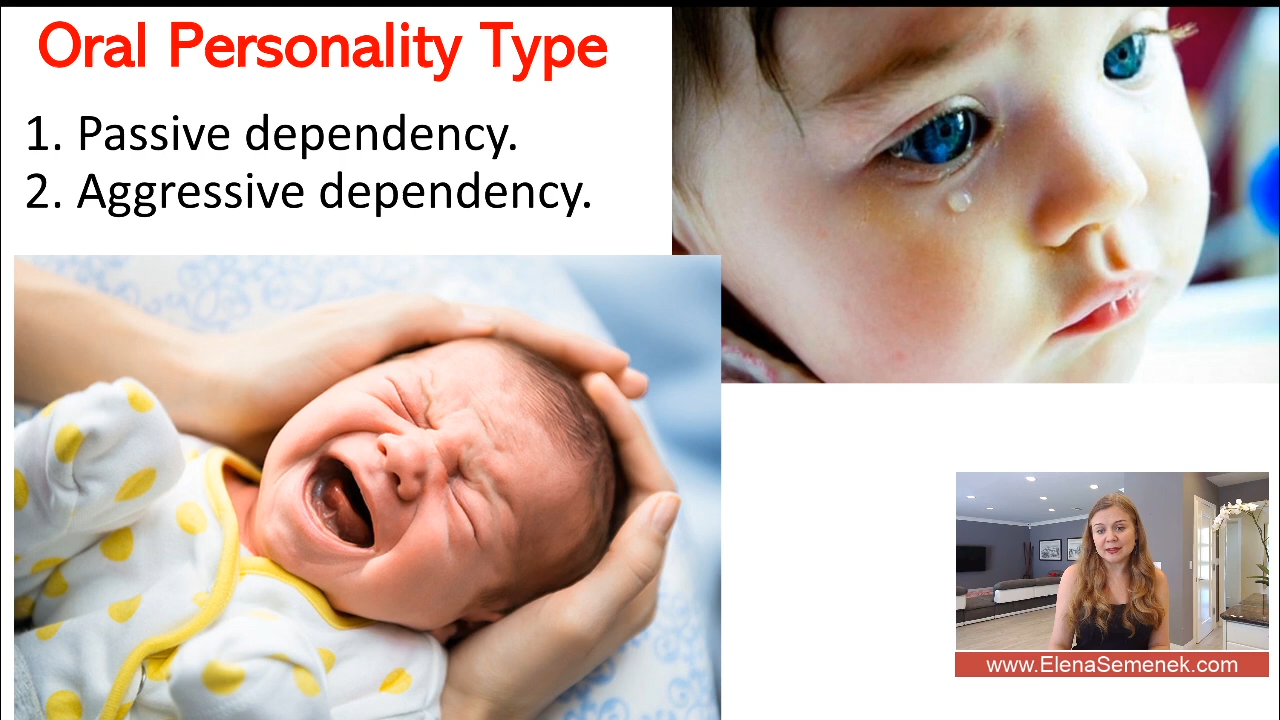 Oral Personality Type
1. Passive dependency.
2. Aggressive dependency.
www.ElenaSemenek.com